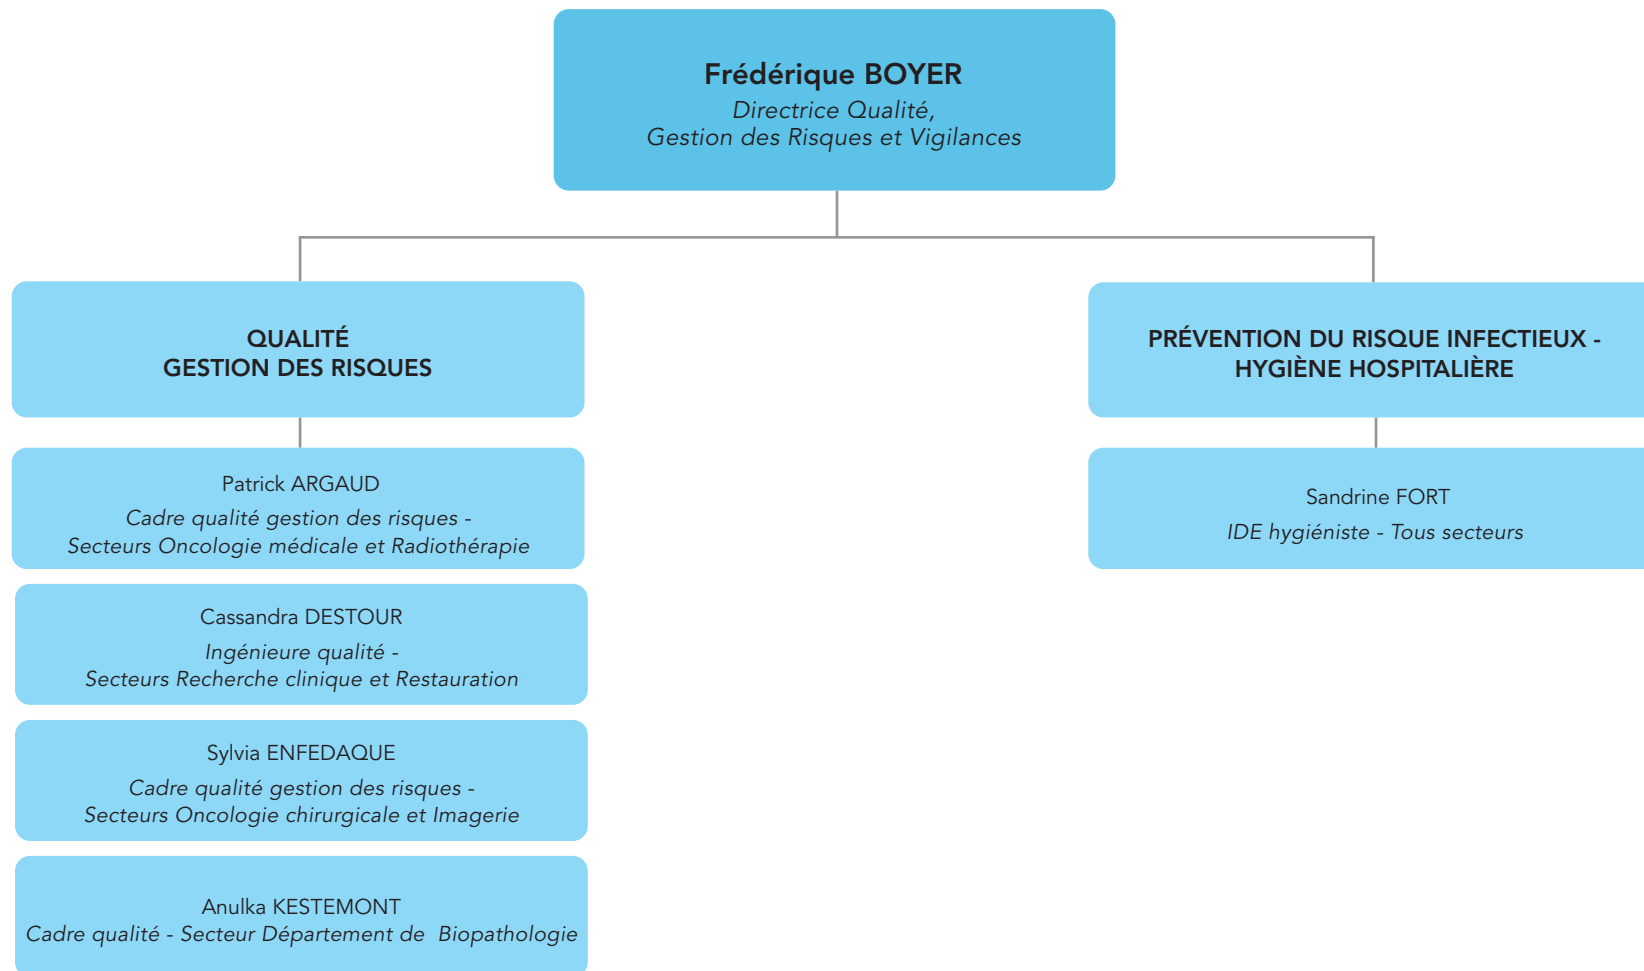 Frédérique BOYER
Directrice Qualité,
Gestion des Risques et Vigilances
QUALITÉ
GESTION DES RISQUES
Patrick ARGAUD
Cadre qualité gestion des risques -
Secteurs Oncologie médicale et Radiothérapie
Cassandra DESTOUR
Ingénieure qualité -
Secteurs Recherche clinique et Restauration
Sylvia ENFEDAQUE
Cadre qualité gestion des risques -
Secteurs Oncologie chirurgicale et Imagerie
Anulka KESTEMONT
Cadre qualité - Secteur Département de Biopathologie
PRÉVENTION DU RISQUE INFECTIEUX -
HYGIÈNE HOSPITALIÈRE
Sandrine FORT
IDE hygiéniste - Tous secteurs